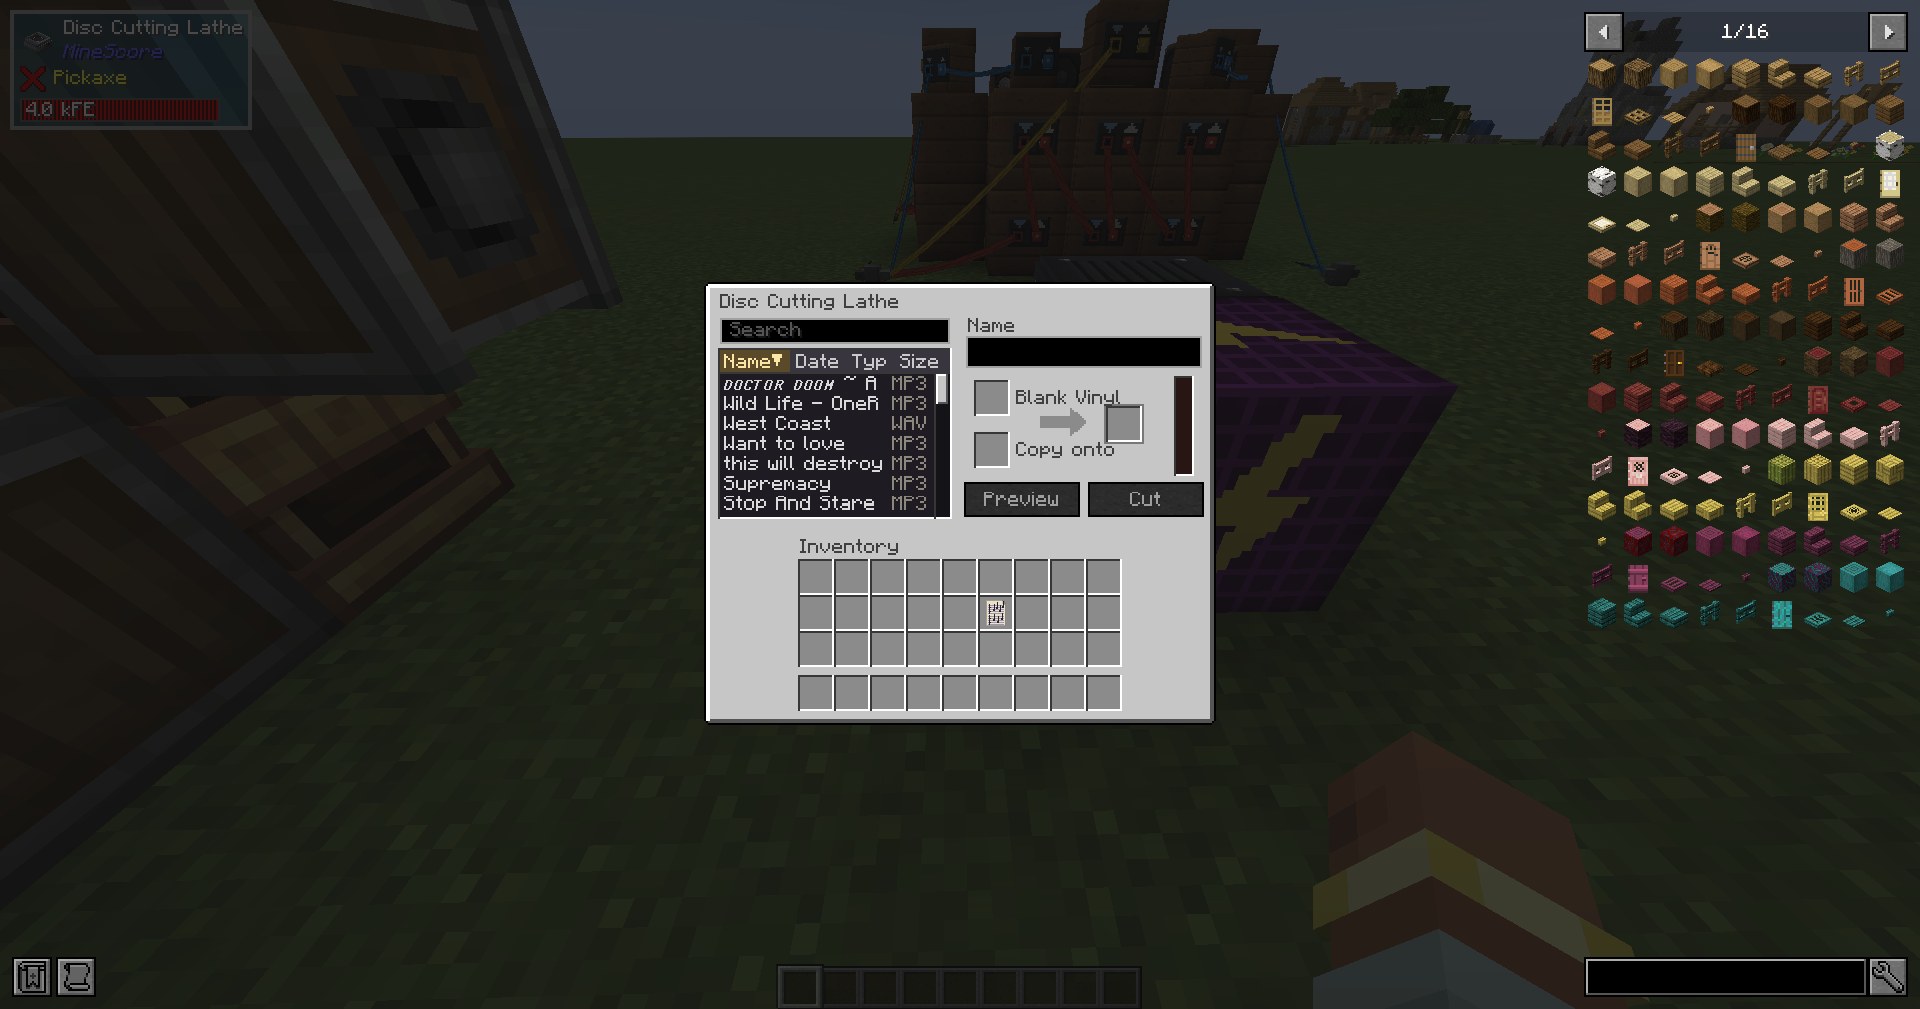 Disc Cutting Lathe
MineScore
Pickaxe
4.0 kFE
1/16
Disc Cutting Lathe
Search
Name▼ Date Typ Size
DOCTOR DOOM ~ A MP3
Wild Life - OneR MP3
West Coast WAV
Want to love MP3
this will destroy MP3
Supremacy MP3
Stop And Stare MP3
Name
Blank Vinyl
Copy onto
Preview
Cut
Inventory